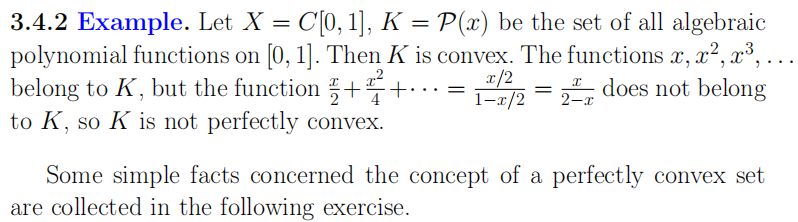 3.4.2 Example. Let X = C[0, 1], K = 𝒫(x) be the set of all algebraic
polynomial functions on [0, 1]. Then K is convex. The functions x, x², x³, . . .
belong to K, but the function x/2 + x²/4 + · · · = (x/2)/(1−x/2) = x/(2−x) does not belong
to K, so K is not perfectly convex.
Some simple facts concerned the concept of a perfectly convex set
are collected in the following exercise.